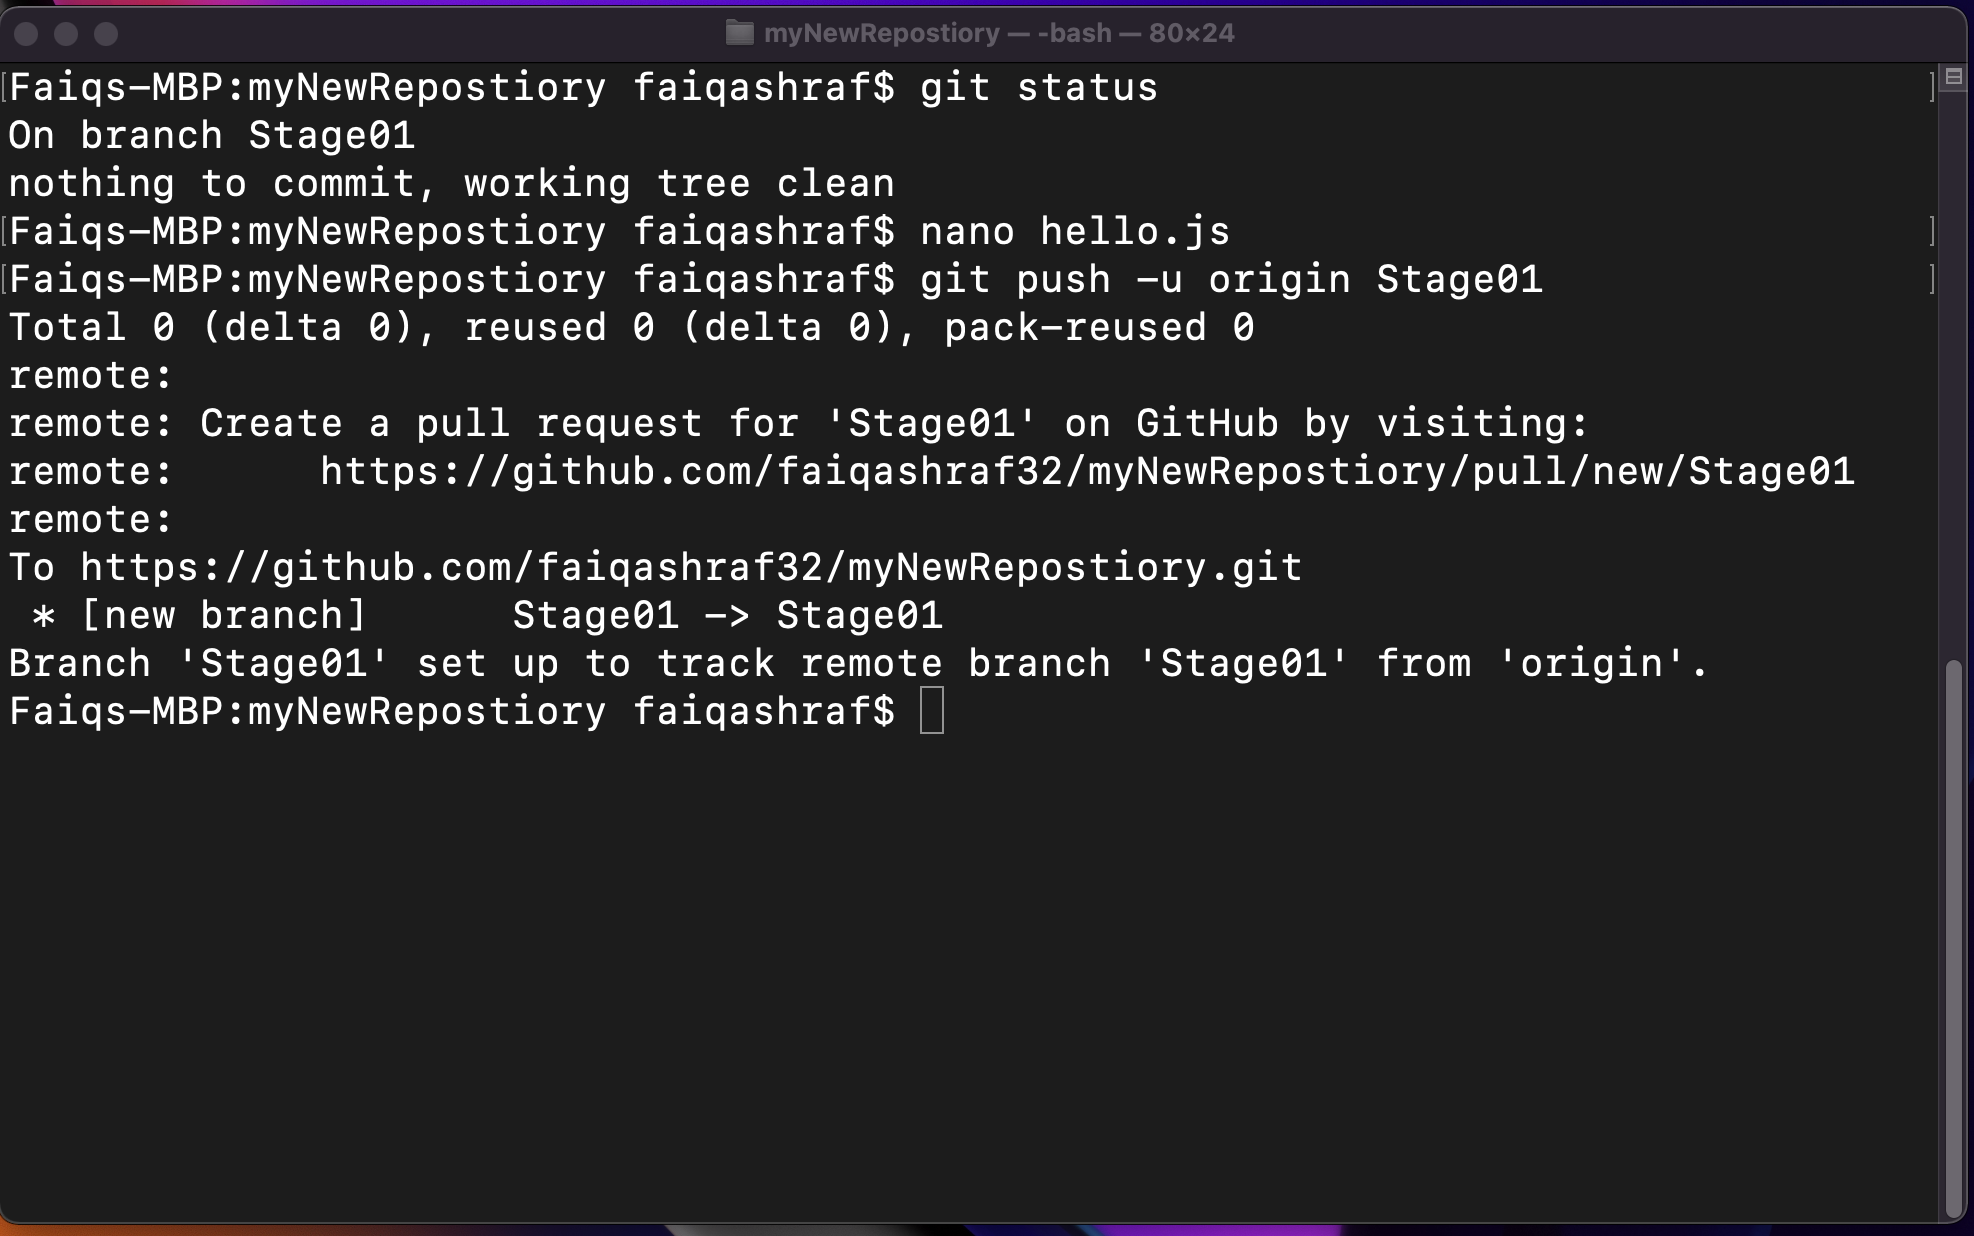 myNewRepostiory — -bash — 80×24
[Faiqs-MBP:myNewRepostiory faiqashraf$ git status ]
On branch Stage01
nothing to commit, working tree clean
[Faiqs-MBP:myNewRepostiory faiqashraf$ nano hello.js ]
[Faiqs-MBP:myNewRepostiory faiqashraf$ git push -u origin Stage01 ]
Total 0 (delta 0), reused 0 (delta 0), pack-reused 0
remote:
remote: Create a pull request for 'Stage01' on GitHub by visiting:
remote:      https://github.com/faiqashraf32/myNewRepostiory/pull/new/Stage01
remote:
To https://github.com/faiqashraf32/myNewRepostiory.git
 * [new branch]      Stage01 -> Stage01
Branch 'Stage01' set up to track remote branch 'Stage01' from 'origin'.
Faiqs-MBP:myNewRepostiory faiqashraf$